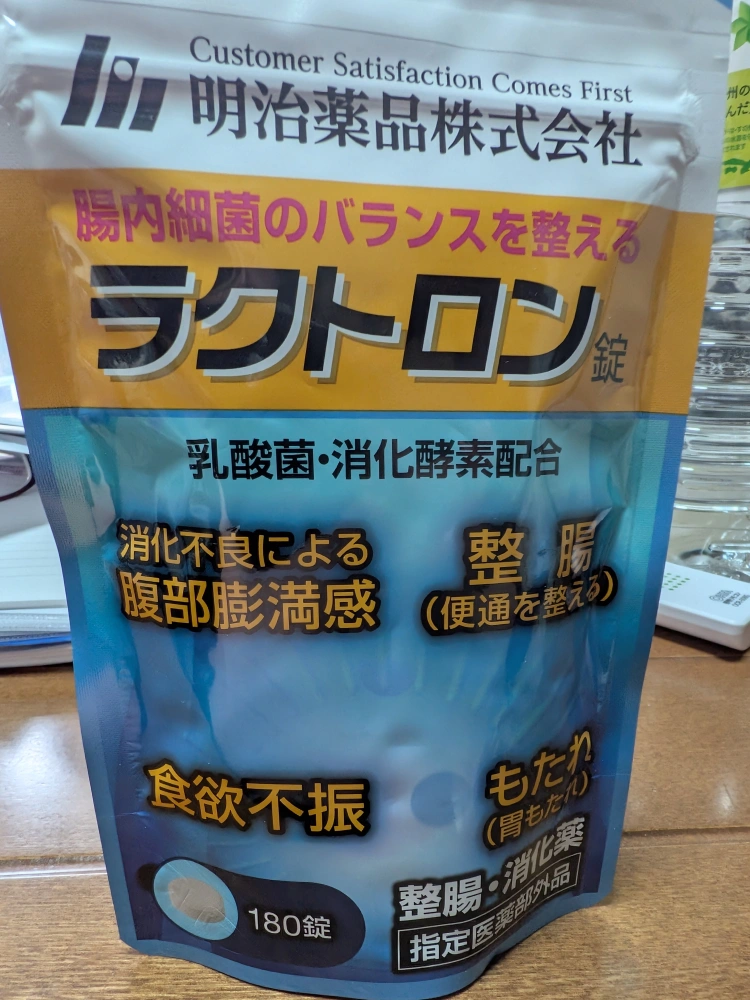 Customer Satisfaction Comes First
明治薬品株式会社
腸内細菌のバランスを整える
ラクトロン錠
乳酸菌・消化酵素配合
消化不良による
腹部膨満感
整腸
(便通を整える)
食欲不振
もたれ
(胃もたれ)
180錠
整腸・消化薬
指定医薬部外品
州の
んだ